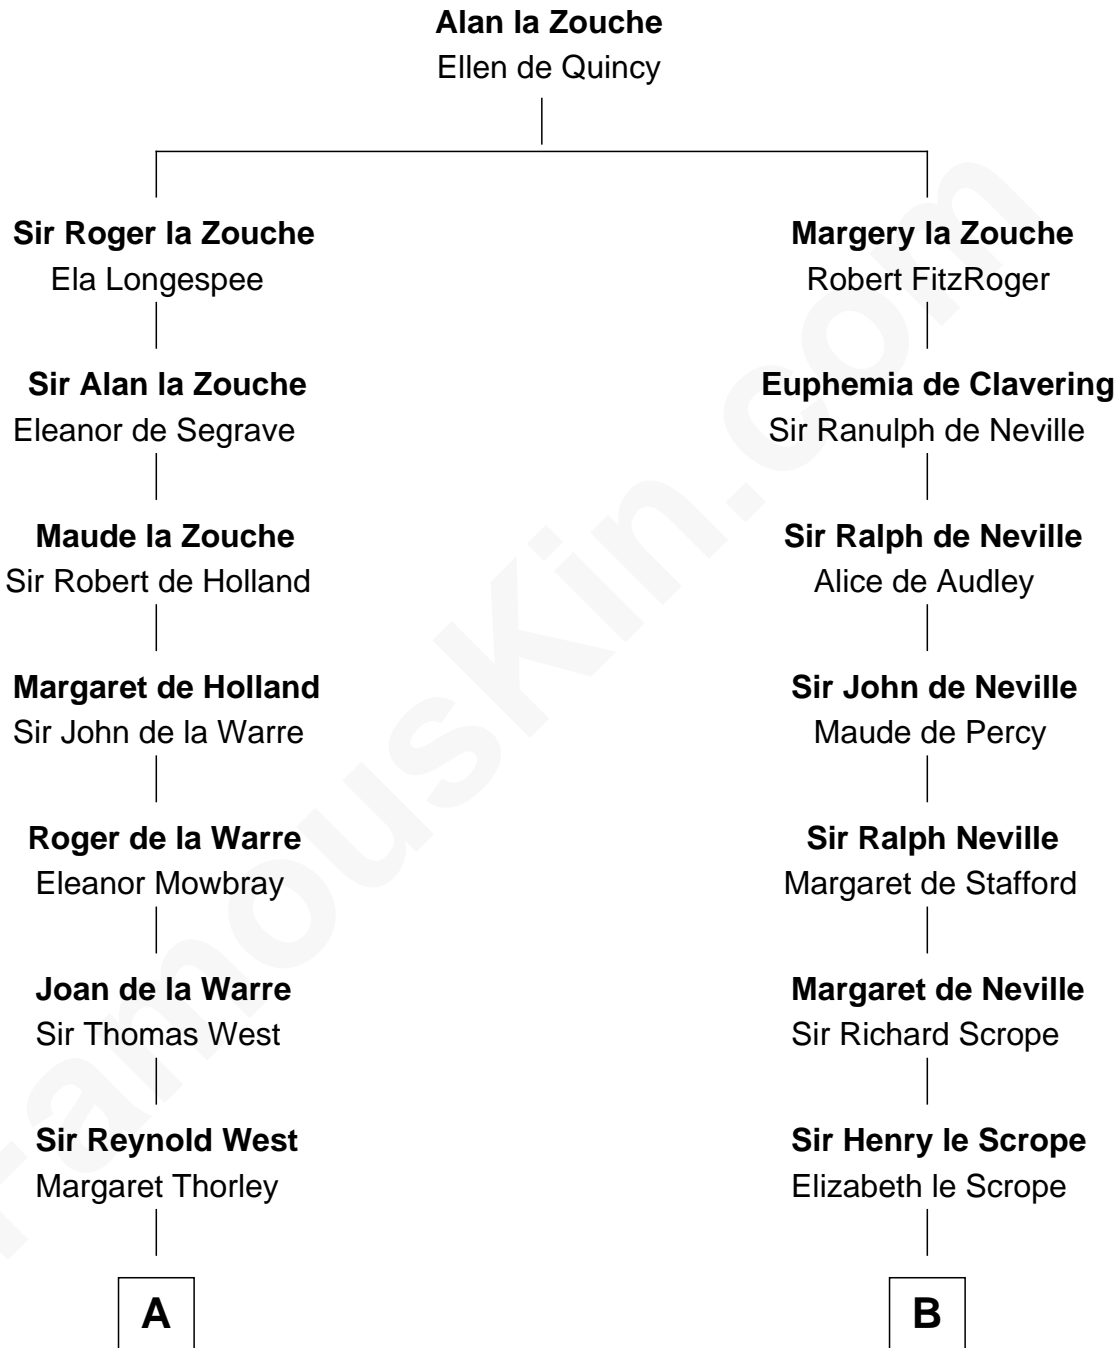 Alan la Zouche
Ellen de Quincy
Sir Roger la Zouche
Ela Longespee
Sir Alan la Zouche
Eleanor de Segrave
Maude la Zouche
Sir Robert de Holland
Margaret de Holland
Sir John de la Warre
Roger de la Warre
Eleanor Mowbray
Joan de la Warre
Sir Thomas West
Sir Reynold West
Margaret Thorley
A
Margery la Zouche
Robert FitzRoger
Euphemia de Clavering
Sir Ranulph de Neville
Sir Ralph de Neville
Alice de Audley
Sir John de Neville
Maude de Percy
Sir Ralph Neville
Margaret de Stafford
Margaret de Neville
Sir Richard Scrope
Sir Henry le Scrope
Elizabeth le Scrope
B
FamousKin.com